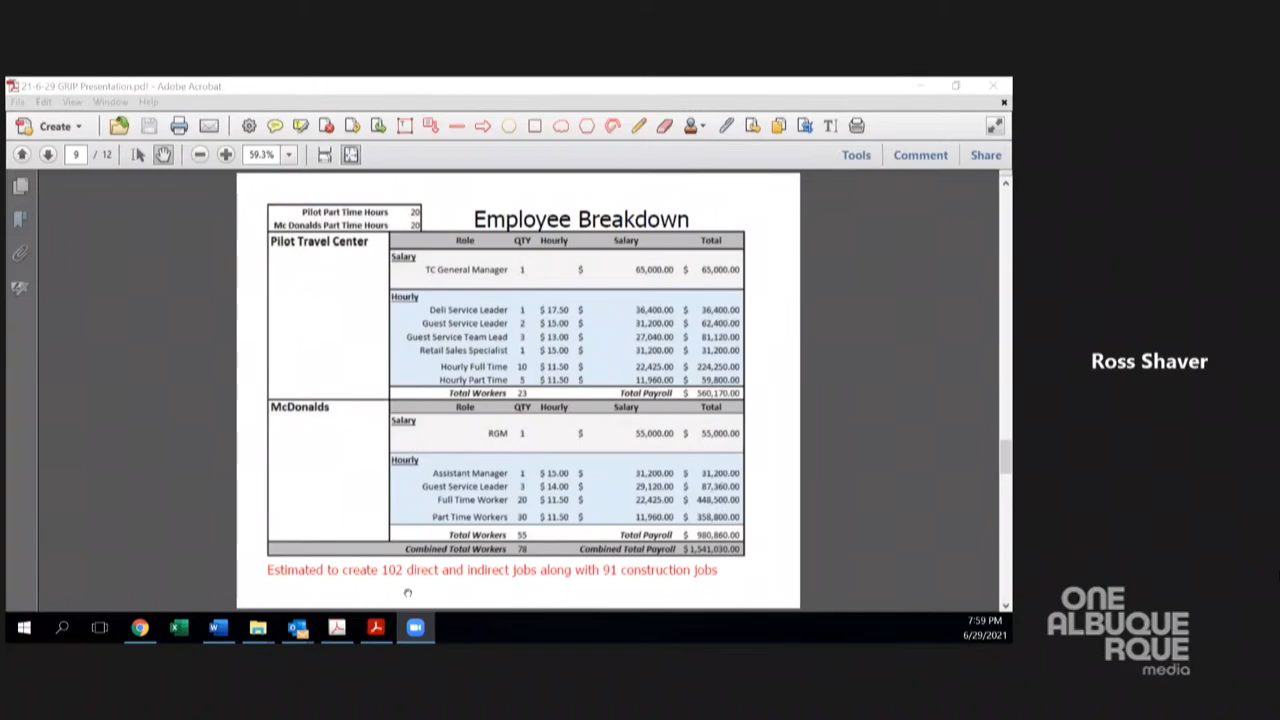 21-6-29 GRIP Presentation.pdf - Adobe Acrobat
File Edit View Window Help
Create
9 / 12 59.3% Tools Comment Share
Pilot Part Time Hours 20
Mc Donalds Part Time Hours 20
Employee Breakdown
Pilot Travel Center Role QTY Hourly Salary Total
Salary
TC General Manager 1 $ 65,000.00 $ 65,000.00
Hourly
Deli Service Leader 1 $ 17.50 $ 36,400.00 $ 36,400.00
Guest Service Leader 2 $ 15.00 $ 31,200.00 $ 62,400.00
Guest Service Team Lead 3 $ 13.00 $ 27,040.00 $ 81,120.00
Retail Sales Specialist 1 $ 15.00 $ 31,200.00 $ 31,200.00
Hourly Full Time 10 $ 11.50 $ 22,425.00 $ 224,250.00
Hourly Part Time 5 $ 11.50 $ 11,960.00 $ 59,800.00
Total Workers 23 Total Payroll $ 560,170.00
McDonalds Role QTY Hourly Salary Total
Salary
RGM 1 $ 55,000.00 $ 55,000.00
Hourly
Assistant Manager 1 $ 15.00 $ 31,200.00 $ 31,200.00
Guest Service Leader 3 $ 14.00 $ 29,120.00 $ 87,360.00
Full Time Worker 20 $ 11.50 $ 22,425.00 $ 448,500.00
Part Time Workers 30 $ 11.50 $ 11,960.00 $ 358,800.00
Total Workers 55 Total Payroll $ 980,860.00
Combined Total Workers 78 Combined Total Payroll $ 1,541,030.00
Estimated to create 102 direct and indirect jobs along with 91 construction jobs
7:59 PM
6/29/2021
Ross Shaver
ONE
ALBUQUE
RQUE
media